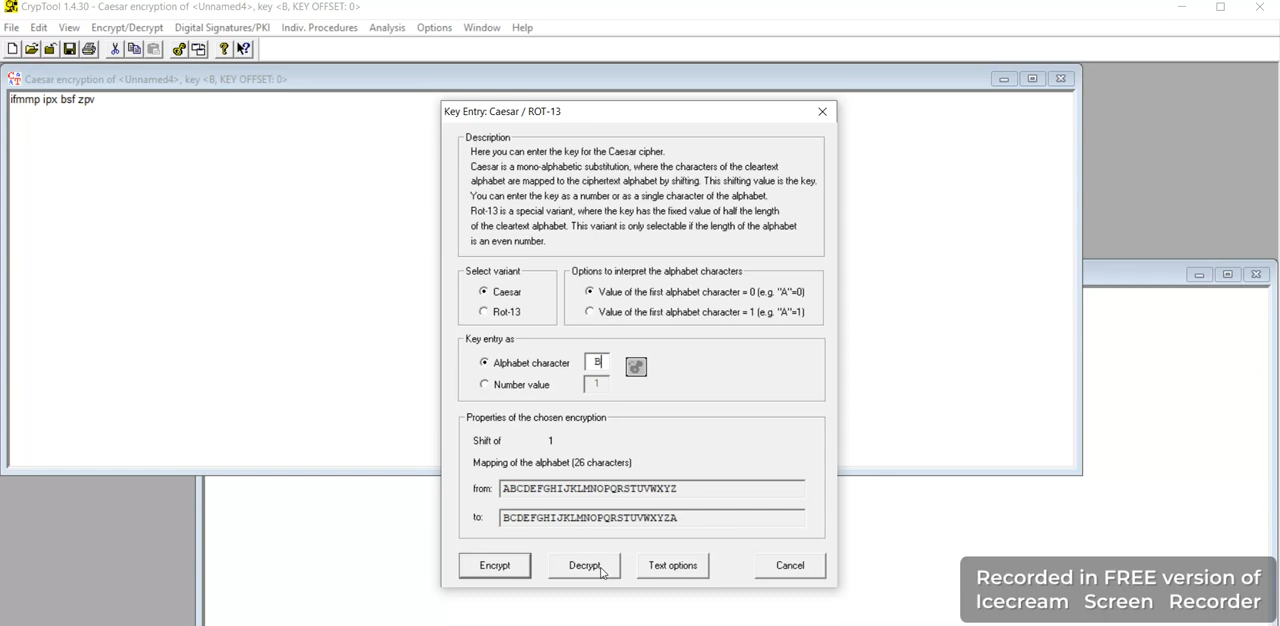 CrypTool 1.4.30 - Caesar encryption of <Unnamed4>, key <B, KEY OFFSET: 0>
File Edit View Encrypt/Decrypt Digital Signatures/PKI Indiv. Procedures Analysis Options Window Help
Caesar encryption of <Unnamed4>, key <B, KEY OFFSET: 0>
ifmmp ipx bsf zpv
Key Entry: Caesar / ROT-13
Description
Here you can enter the key for the Caesar cipher.
Caesar is a mono-alphabetic substitution, where the characters of the cleartext
alphabet are mapped to the ciphertext alphabet by shifting. This shifting value is the key.
You can enter the key as a number or as a single character of the alphabet.
Rot-13 is a special variant, where the key has the fixed value of half the length
of the cleartext alphabet. This variant is only selectable if the length of the alphabet
is an even number.
Select variant
Caesar
Rot-13
Options to interpret the alphabet characters
Value of the first alphabet character = 0 (e.g. "A"=0)
Value of the first alphabet character = 1 (e.g. "A"=1)
Key entry as
Alphabet character B
Number value 1
Properties of the chosen encryption
Shift of 1
Mapping of the alphabet (26 characters)
from: ABCDEFGHIJKLMNOPQRSTUVWXYZ
to: BCDEFGHIJKLMNOPQRSTUVWXYZA
Encrypt Decrypt Text options Cancel
Recorded in FREE version of
Icecream Screen Recorder